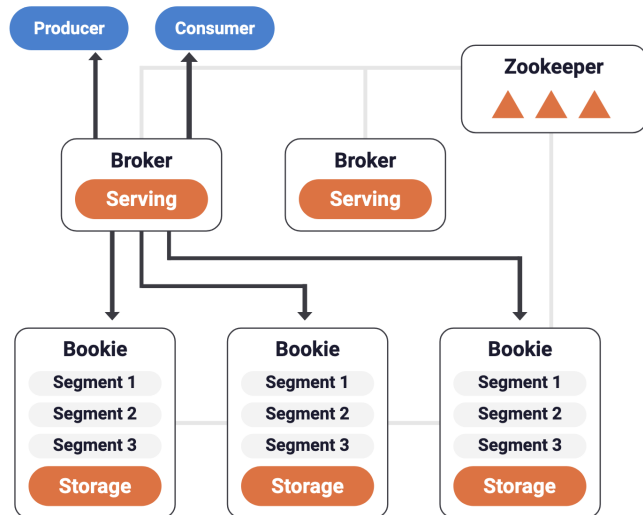 Producer
Consumer
Zookeeper
Broker
Serving
Broker
Serving
Bookie
Segment 1
Segment 2
Segment 3
Storage
Bookie
Segment 1
Segment 2
Segment 3
Storage
Bookie
Segment 1
Segment 2
Segment 3
Storage